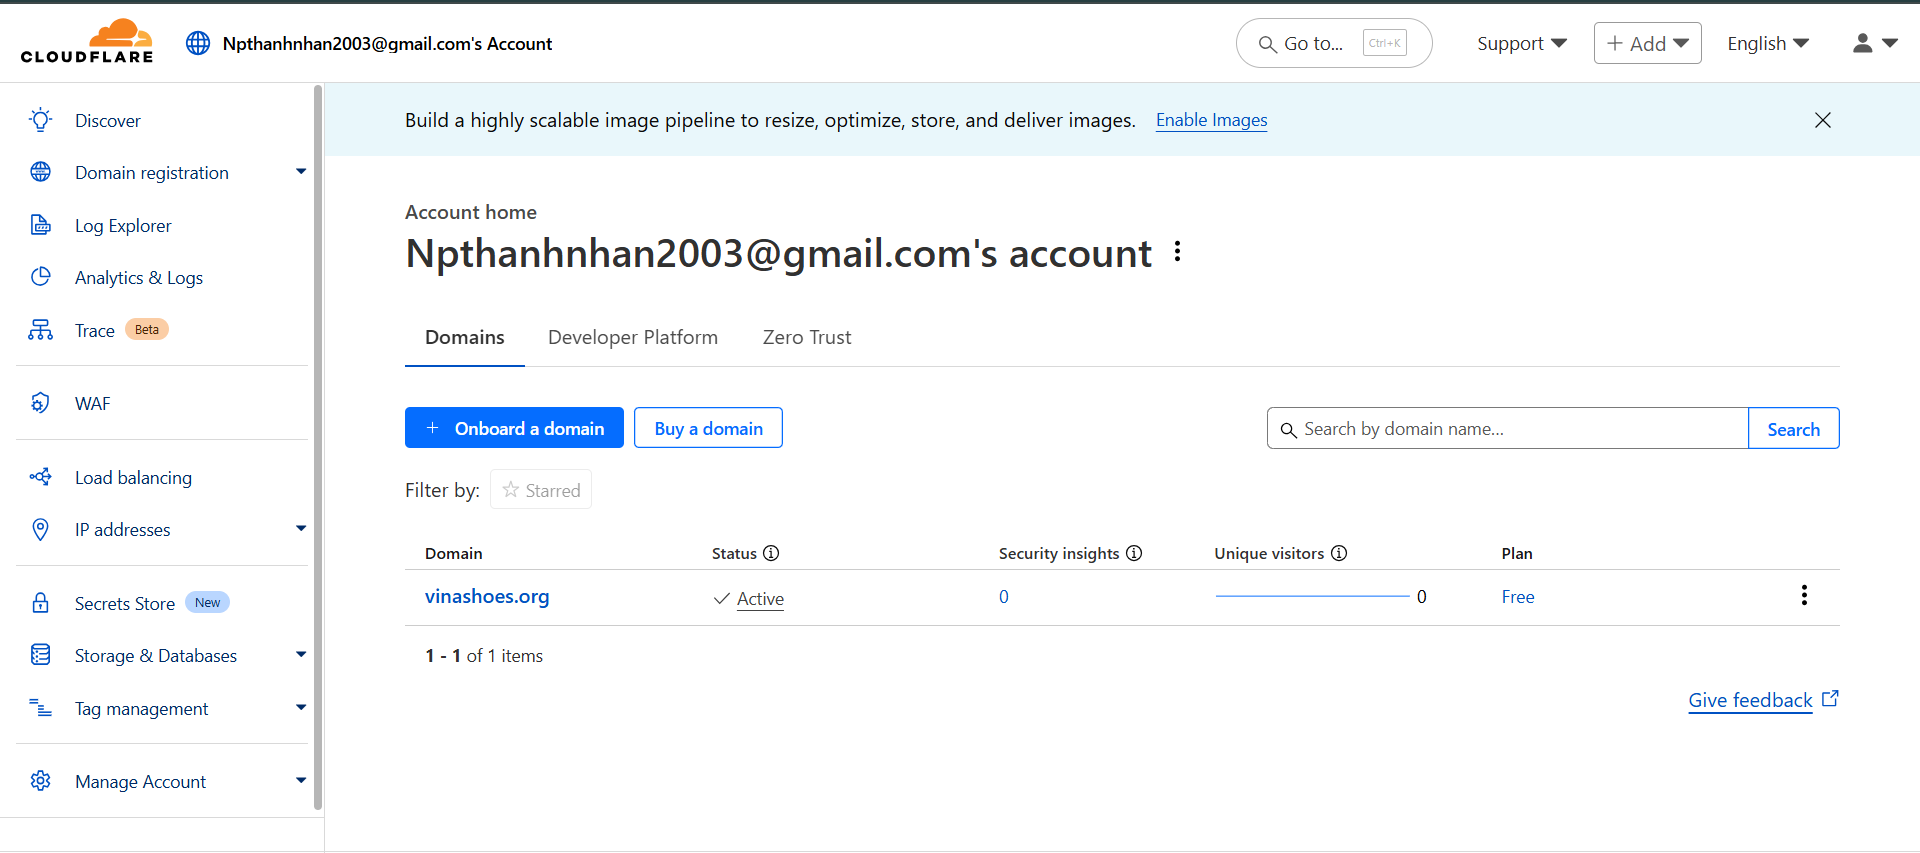 CLOUDFLARE
Npthanhnhan2003@gmail.com's Account
Go to... Ctrl+K
Support
+ Add
English
Discover
Domain registration
Log Explorer
Analytics & Logs
Trace Beta
WAF
Load balancing
IP addresses
Secrets Store New
Storage & Databases
Tag management
Manage Account
Build a highly scalable image pipeline to resize, optimize, store, and deliver images. Enable Images
Account home
Npthanhnhan2003@gmail.com's account
Domains Developer Platform Zero Trust
+ Onboard a domain Buy a domain
Search by domain name... Search
Filter by: Starred
Domain Status Security insights Unique visitors Plan
vinashoes.org Active 0 0 Free
1 - 1 of 1 items
Give feedback